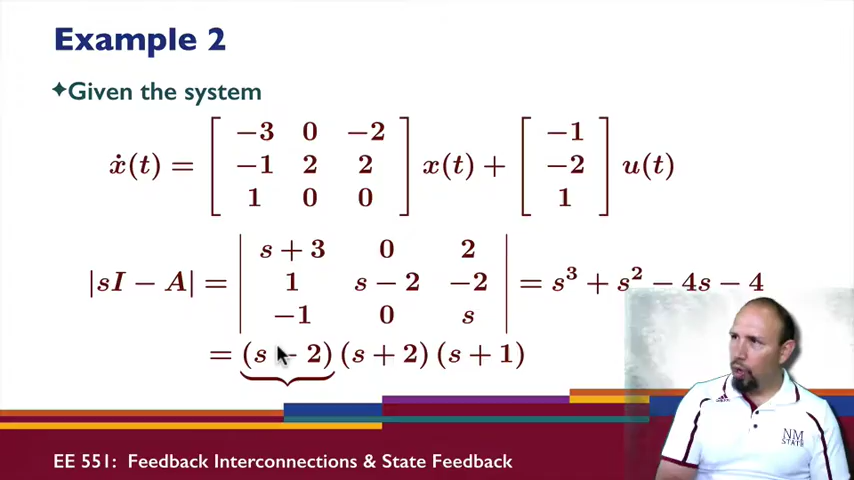 Example 2
✦Given the system
ẋ(t) = [ −3 0 −2 ; −1 2 2 ; 1 0 0 ] x(t) + [ −1 ; −2 ; 1 ] u(t)
|sI − A| = | s + 3 0 2 ; 1 s − 2 −2 ; −1 0 s | = s³ + s² − 4s − 4
= (s − 2) (s + 2) (s + 1)
NM
STATE
EE 551: Feedback Interconnections & State Feedback